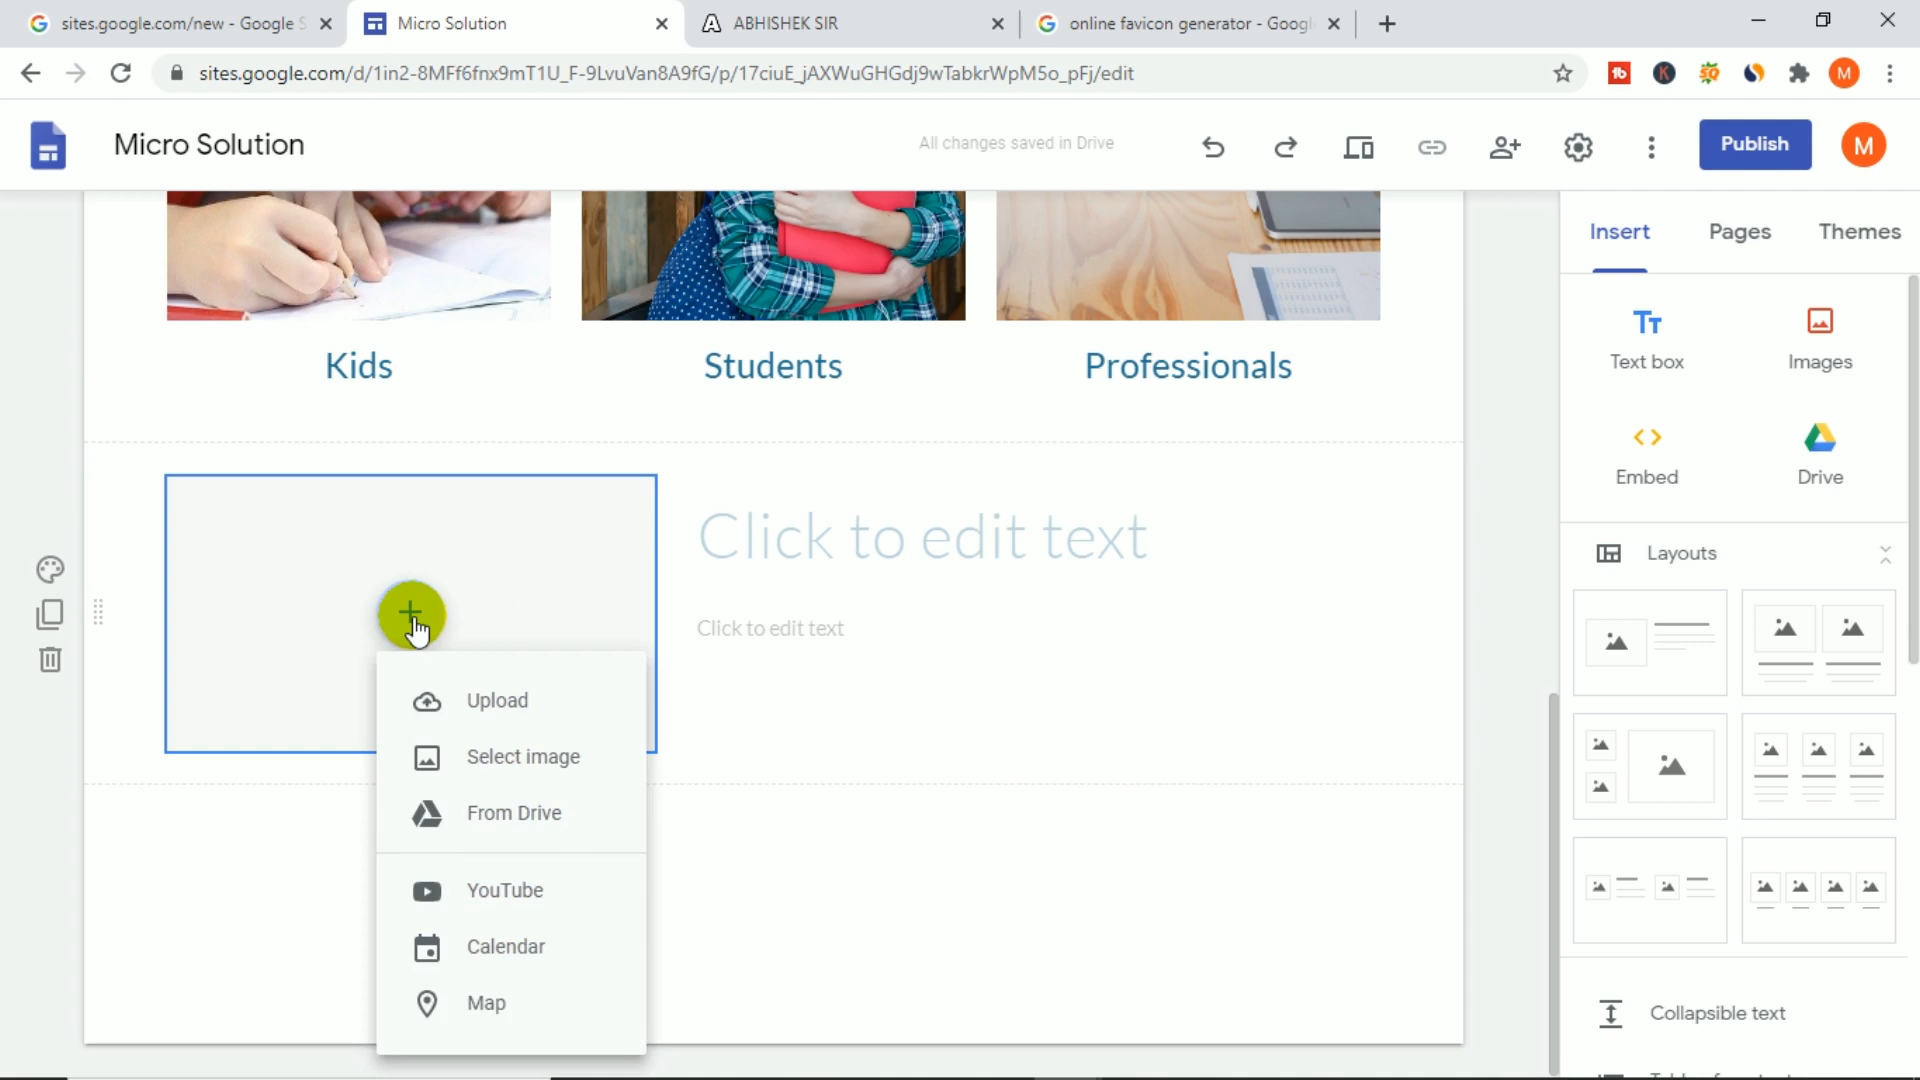 sites.google.com/new - Google S
Micro Solution
ABHISHEK SIR
online favicon generator - Googl
sites.google.com/d/1in2-8MFf6fnx9mT1U_F-9LvuVan8A9fG/p/17ciuE_jAXWuGHGdj9wTabkrWpM5o_pFj/edit
M
Micro Solution
All changes saved in Drive
Publish
M
Insert
Pages
Themes
Text box
Images
Embed
Drive
Layouts
Kids
Students
Professionals
Click to edit text
Click to edit text
Upload
Select image
From Drive
YouTube
Calendar
Map
Collapsible text